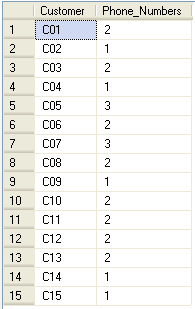 Customer Phone_Numbers
1 C01 2
2 C02 1
3 C03 2
4 C04 1
5 C05 3
6 C06 2
7 C07 3
8 C08 2
9 C09 1
10 C10 2
11 C11 2
12 C12 2
13 C13 2
14 C14 1
15 C15 1